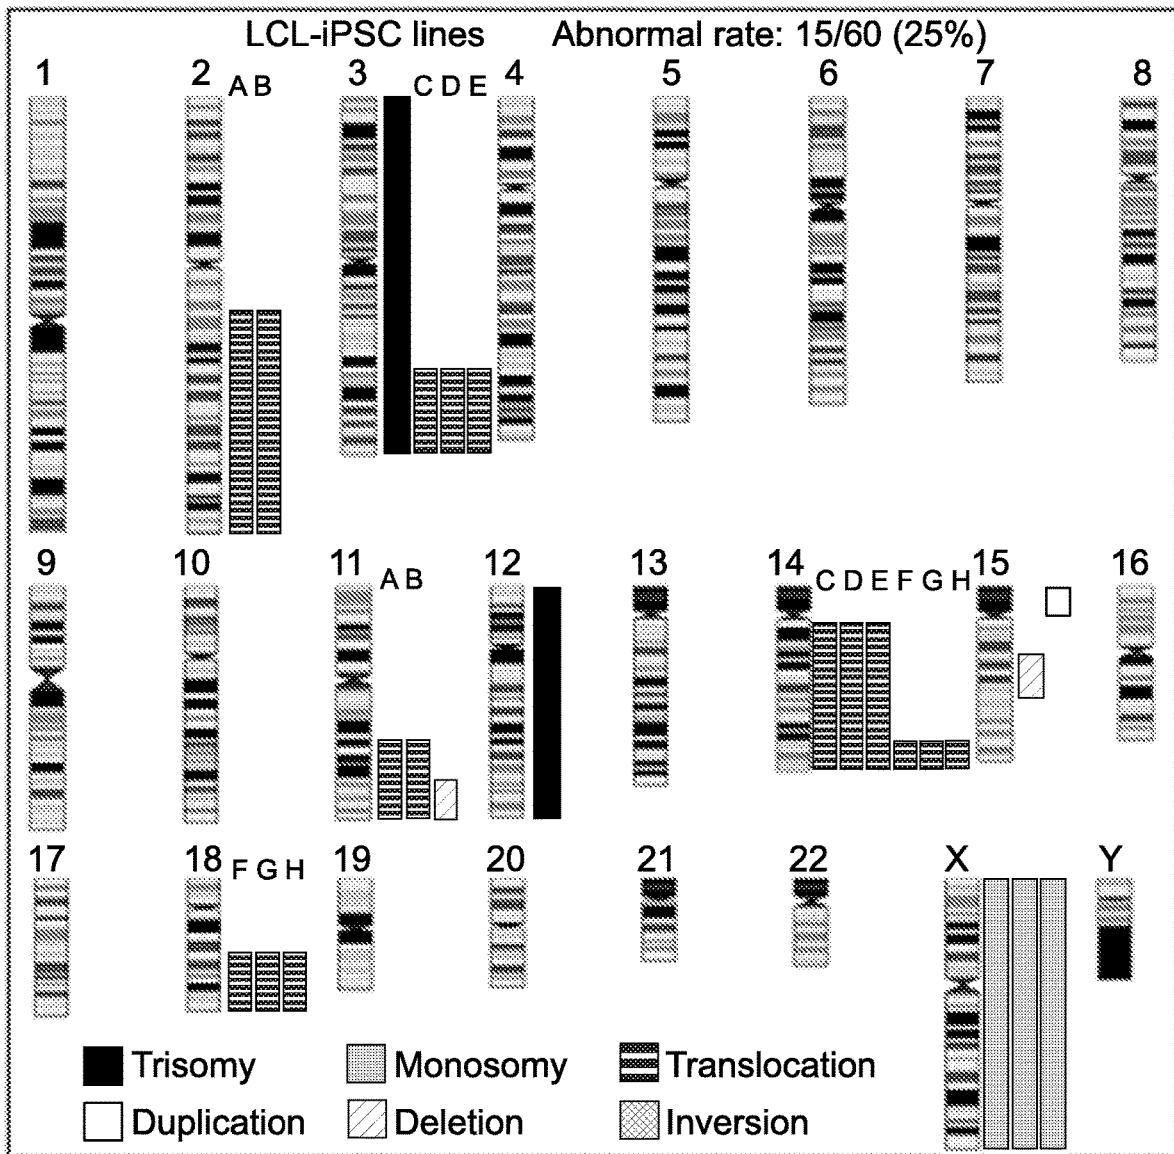 LCL-iPSC lines Abnormal rate: 15/60 (25%)
1 2 A B 3 C D E 4 5 6 7 8
9 10 11 A B 12 13 14 C D E F G H 15 16
17 18 F G H 19 20 21 22 X Y
Trisomy Monosomy Translocation
Duplication Deletion Inversion